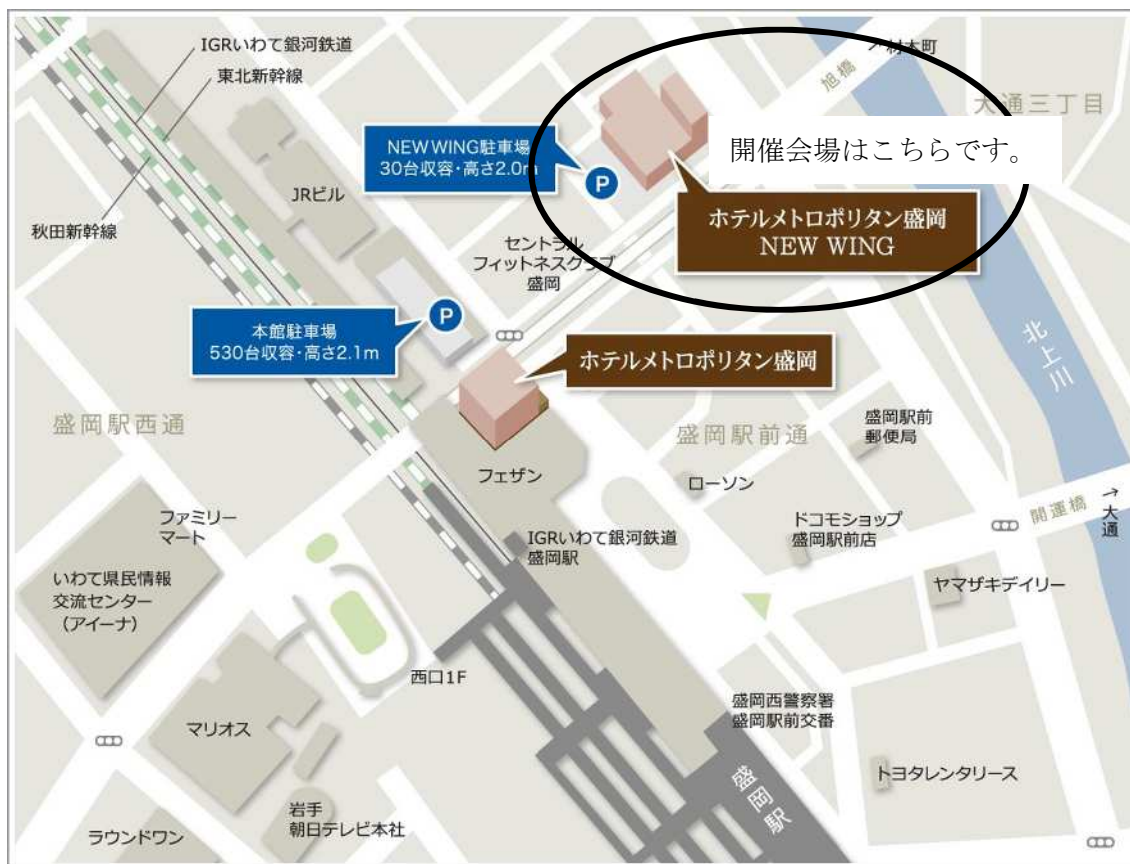 IGRいわて銀河鉄道
東北新幹線
秋田新幹線
JRビル
NEW WING駐車場
30台収容・高さ2.0m
P
→材木町
旭橋
大通三丁目
開催会場はこちらです。
ホテルメトロポリタン盛岡
NEW WING
セントラル
フィットネスクラブ
盛岡
本館駐車場
530台収容・高さ2.1m
P
ホテルメトロポリタン盛岡
北上川
盛岡駅西通
盛岡駅前通
盛岡駅前
郵便局
フェザン
ローソン
ファミリー
マート
IGRいわて銀河鉄道
盛岡駅
ドコモショップ
盛岡駅前店
開運橋
→大通
いわて県民情報
交流センター
（アイーナ）
ヤマザキデイリー
西口1F
マリオス
盛岡西警察署
盛岡駅前交番
盛岡駅
トヨタレンタリース
岩手
朝日テレビ本社
ラウンドワン